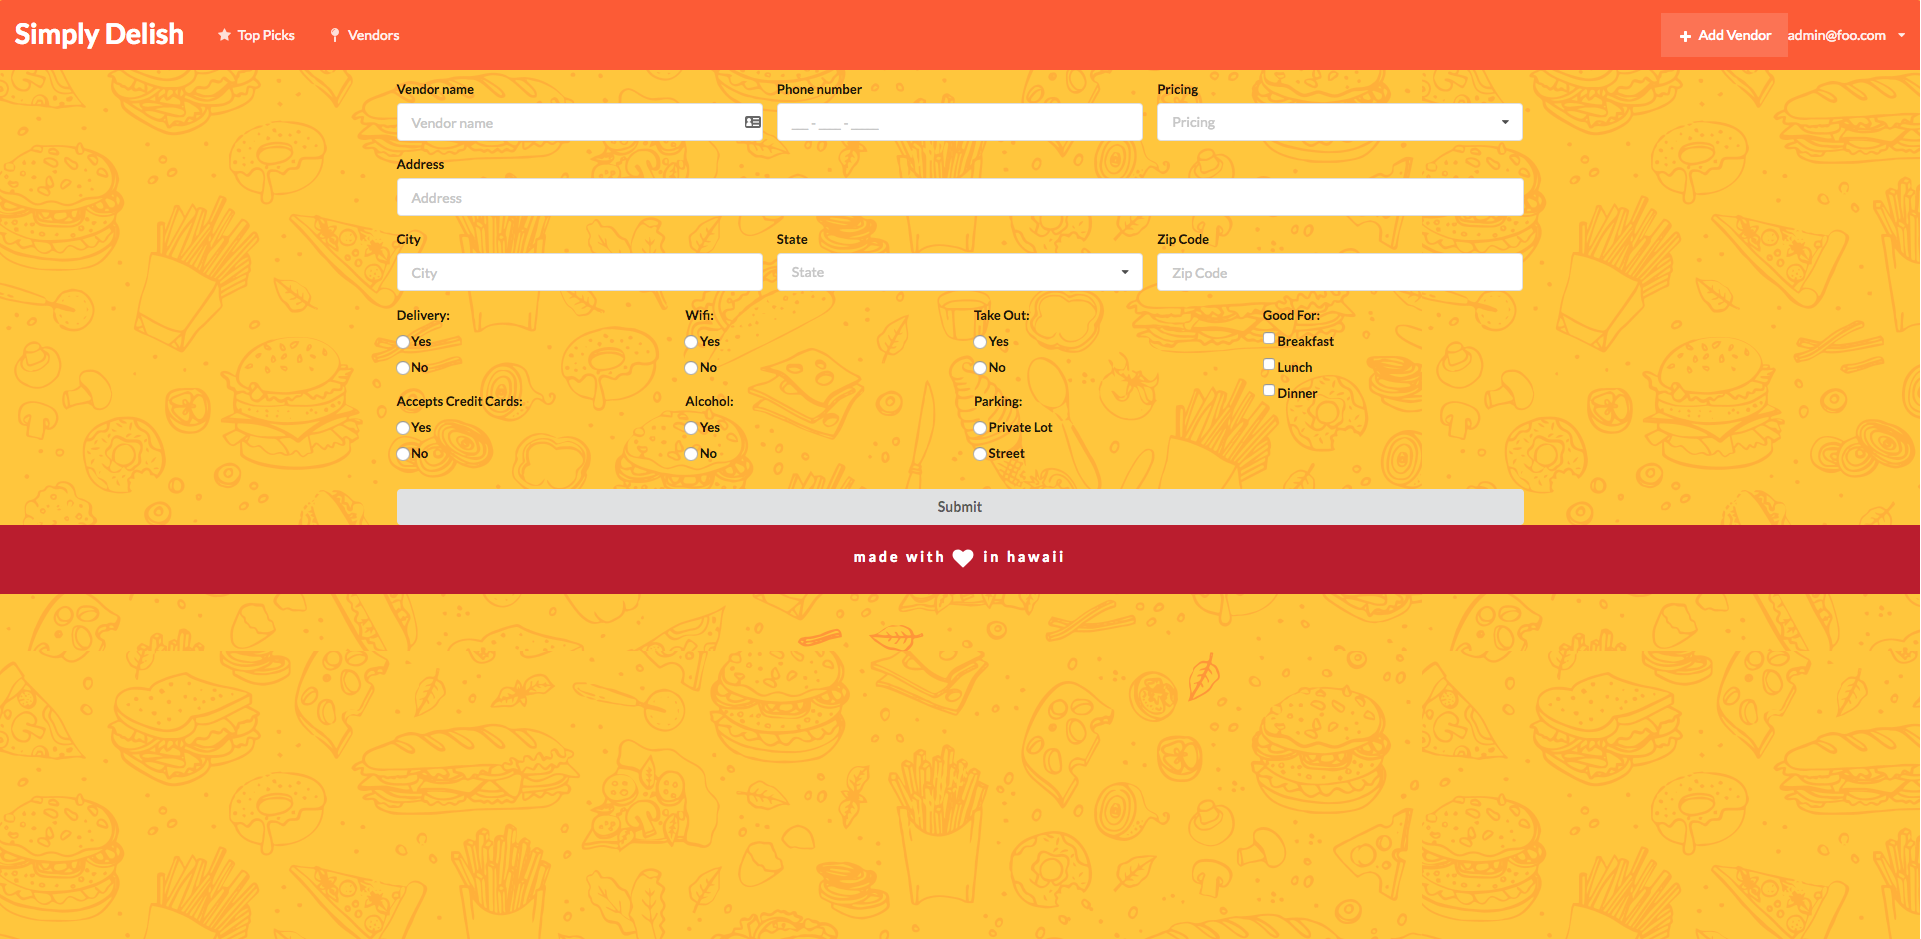 Simply Delish Top Picks Vendors Add Vendor admin@foo.com
Vendor name Phone number Pricing
Vendor name ___ - ___ - ____ Pricing
Address
Address
City State Zip Code
City State Zip Code
Delivery: Wifi: Take Out: Good For:
Yes Yes Yes Breakfast
No No No Lunch
Dinner
Accepts Credit Cards: Alcohol: Parking:
Yes Yes Private Lot
No No Street
Submit
made with in hawaii